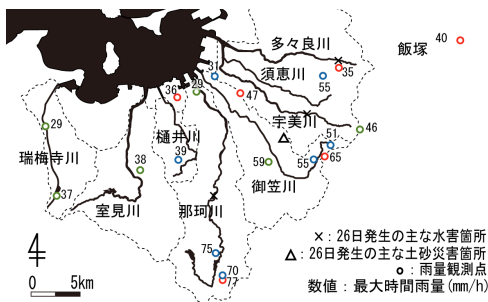 多々良川
飯塚
40
須恵川
35
31
55
36
29
47
宇美川
29
樋井川
51
46
瑞梅寺川
39
38
59
55
65
御笠川
37
室見川
那珂川
75
70
77
4
0 5km
×：26日発生の主な水害箇所
△：26日発生の主な土砂災害箇所
○：雨量観測点
数値：最大時間雨量(mm/h)